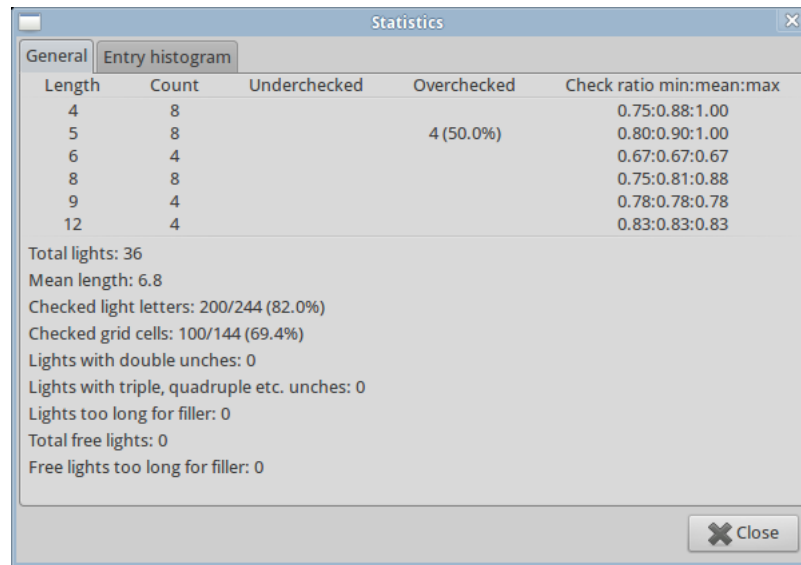 Statistics
General Entry histogram
Length Count Underchecked Overchecked Check ratio min:mean:max
4 8 0.75:0.88:1.00
5 8 4 (50.0%) 0.80:0.90:1.00
6 4 0.67:0.67:0.67
8 8 0.75:0.81:0.88
9 4 0.78:0.78:0.78
12 4 0.83:0.83:0.83
Total lights: 36
Mean length: 6.8
Checked light letters: 200/244 (82.0%)
Checked grid cells: 100/144 (69.4%)
Lights with double unches: 0
Lights with triple, quadruple etc. unches: 0
Lights too long for filler: 0
Total free lights: 0
Free lights too long for filler: 0
Close